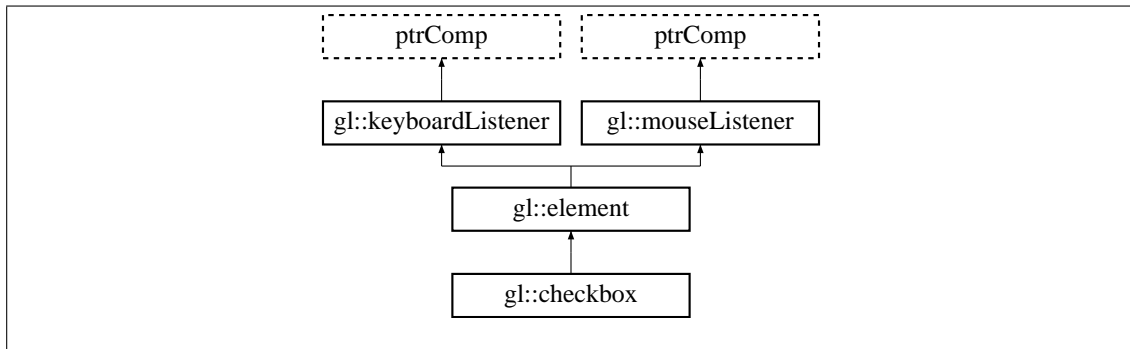 ptrComp ptrComp
gl::keyboardListener gl::mouseListener
gl::element
gl::checkbox